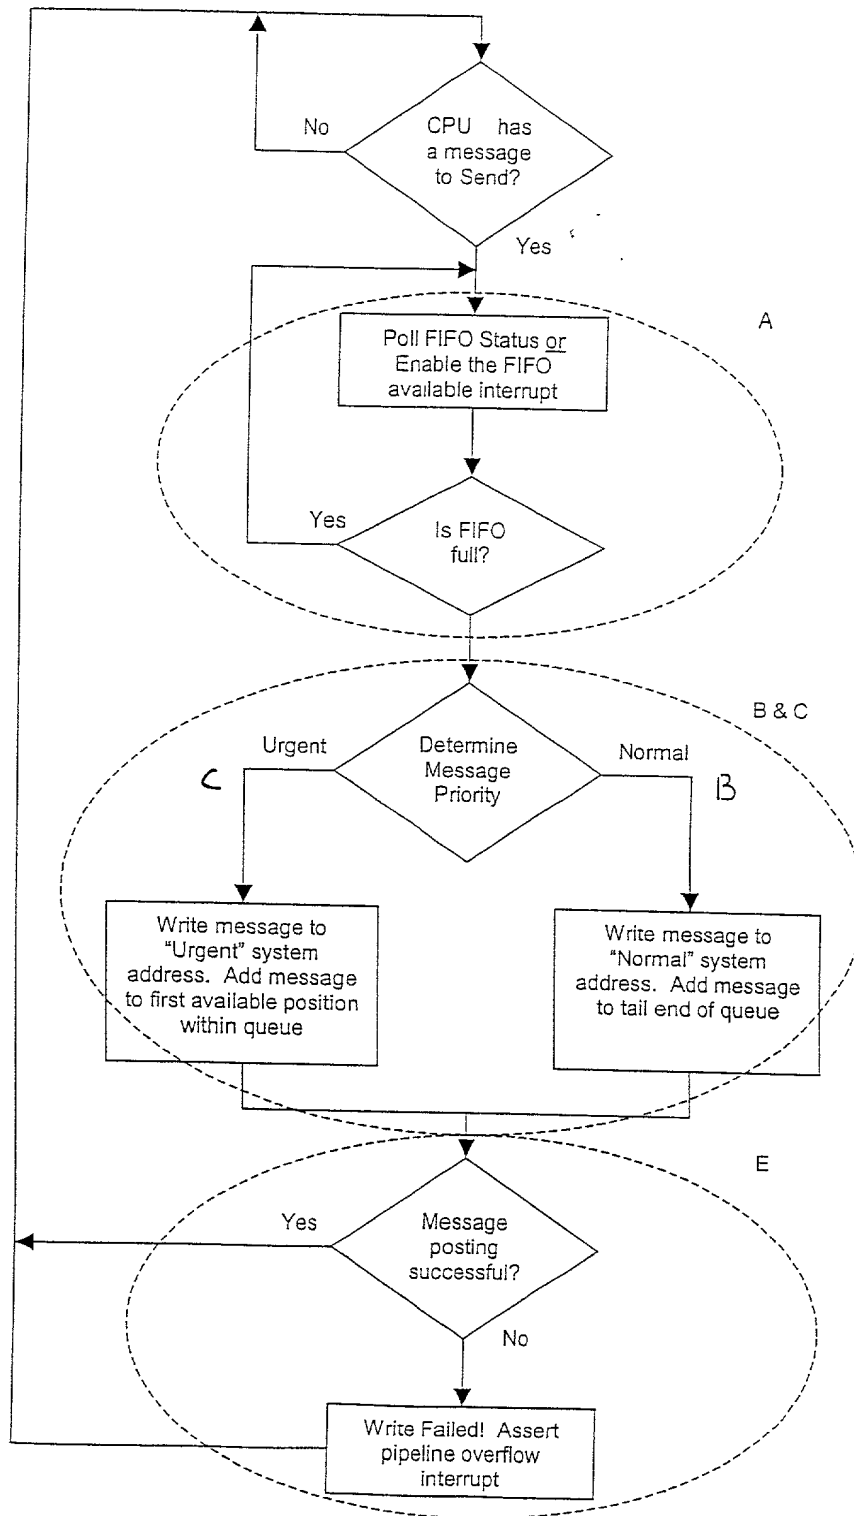 No
CPU has
a message
to Send?
Yes
A
Poll FIFO Status or
Enable the FIFO
available interrupt
Yes
Is FIFO
full?
B & C
Urgent
Determine
Message
Priority
Normal
C
B
Write message to
"Urgent" system
address. Add message
to first available position
within queue
Write message to
"Normal" system
address. Add message
to tail end of queue
E
Yes
Message
posting
successful?
No
Write Failed! Assert
pipeline overflow
interrupt